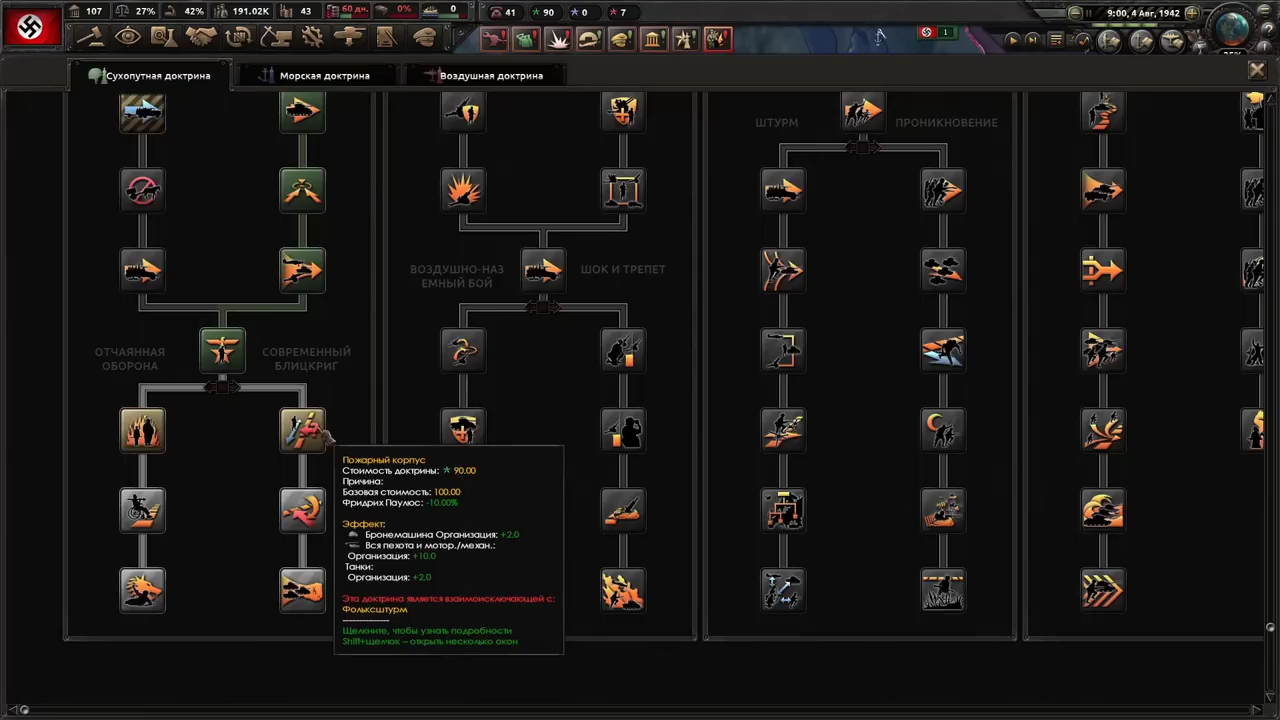 107 27% 42% 191.02K 43 60 дн. 0% 0 41 90 0 7 9:00, 4 Авг, 1942
1
Сухопутная доктрина Морская доктрина Воздушная доктрина
ШТУРМ ПРОНИКНОВЕНИЕ
ВОЗДУШНО-НАЗ
ЕМНЫЙ БОЙ
ШОК И ТРЕПЕТ
ОТЧАЯННАЯ
ОБОРОНА
СОВРЕМЕННЫЙ
БЛИЦКРИГ
Пожарный корпус
Стоимость доктрины: 90.00
Причина:
Базовая стоимость: 100.00
Фридрих Паулюс: -10.00%
Эффект:
Бронемашина Организация: +2.0
Вся пехота и мотор./механ.:
Организация: +10.0
Танки:
Организация: +2.0
Эта доктрина является взаимоисключающей с:
Фольксштурм
--------------
Щелкните, чтобы узнать подробности
Shift+щелчок – открыть несколько окон